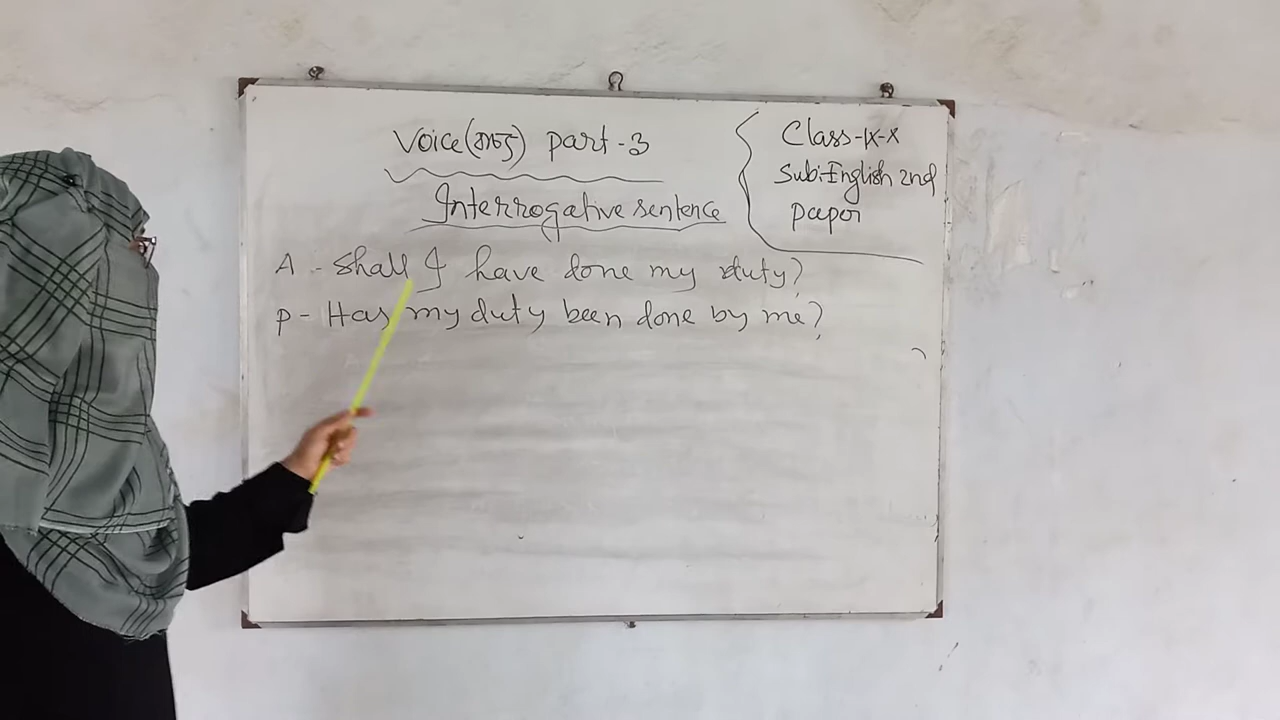 Voice(বাচ্য) part-3
Interrogative sentence
Class-IX-X
Sub:English 2nd
paper
A - Shall I have done my duty?
P - Has my duty been done by me?